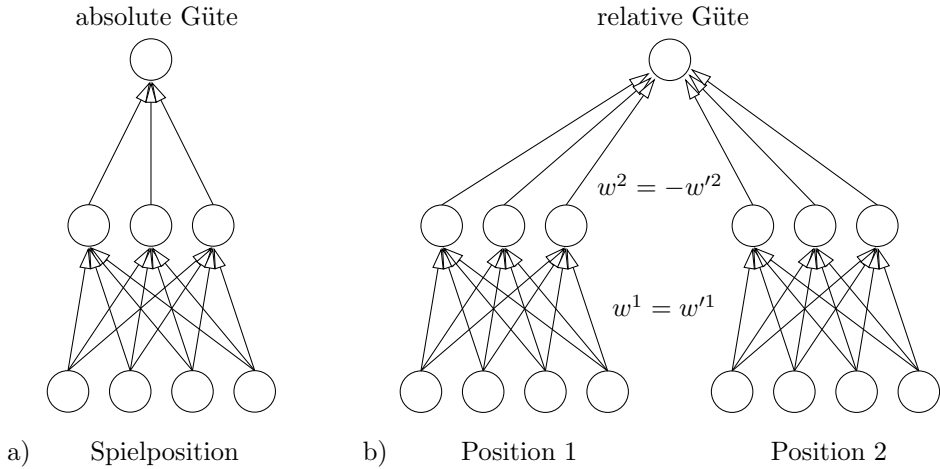 absolute Güte
relative Güte
w² = −w′²
w¹ = w′¹
a) Spielposition
b) Position 1 Position 2